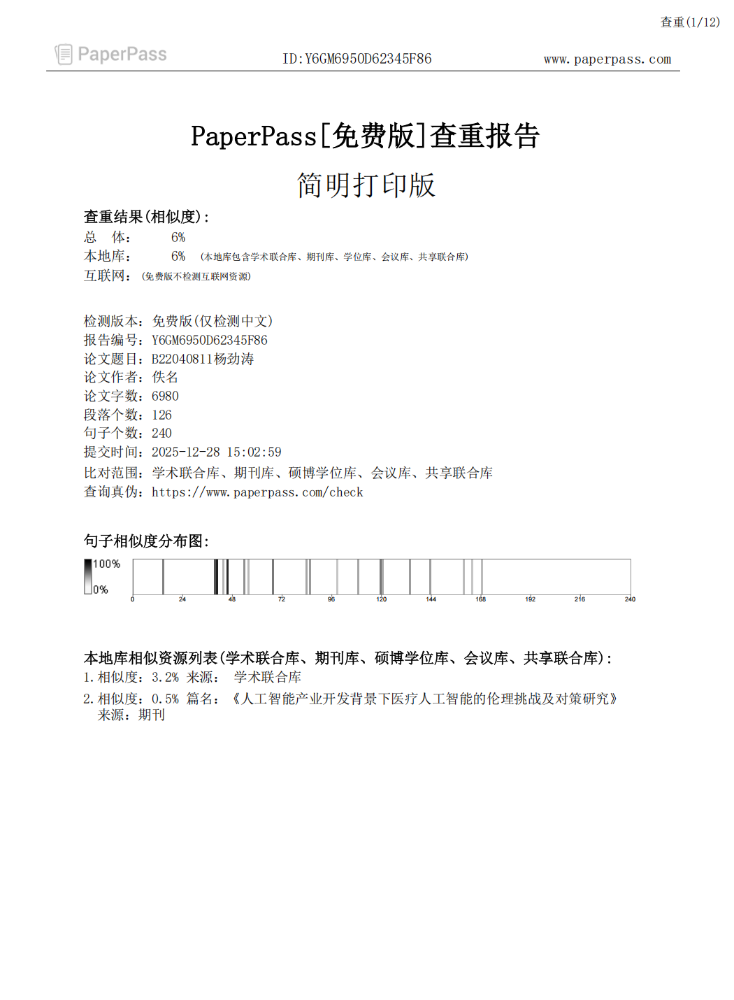 查重(1/12)
PaperPass ID:Y6GM6950D62345F86 www.paperpass.com
PaperPass[免费版]查重报告
简明打印版
查重结果(相似度):
总 体: 6%
本地库: 6% (本地库包含学术联合库、期刊库、学位库、会议库、共享联合库)
互联网: (免费版不检测互联网资源)
检测版本: 免费版(仅检测中文)
报告编号: Y6GM6950D62345F86
论文题目: B22040811杨劲涛
论文作者: 佚名
论文字数: 6980
段落个数: 126
句子个数: 240
提交时间: 2025-12-28 15:02:59
比对范围: 学术联合库、期刊库、硕博学位库、会议库、共享联合库
查询真伪: https://www.paperpass.com/check
句子相似度分布图:
100%
0%
0 24 48 72 96 120 144 168 192 216 240
本地库相似资源列表(学术联合库、期刊库、硕博学位库、会议库、共享联合库):
1.相似度: 3.2% 来源: 学术联合库
2.相似度: 0.5% 篇名: 《人工智能产业开发背景下医疗人工智能的伦理挑战及对策研究》
来源: 期刊